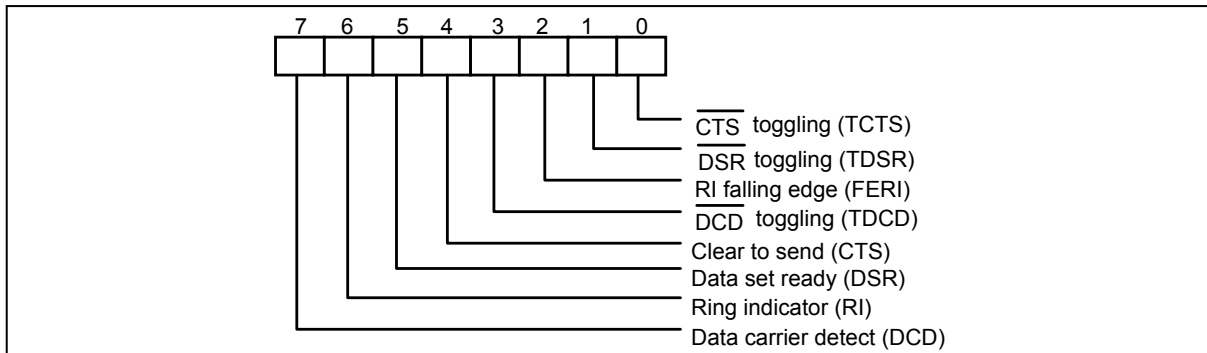 7 6 5 4 3 2 1 0
CTS toggling (TCTS)
DSR toggling (TDSR)
RI falling edge (FERI)
DCD toggling (TDCD)
Clear to send (CTS)
Data set ready (DSR)
Ring indicator (RI)
Data carrier detect (DCD)